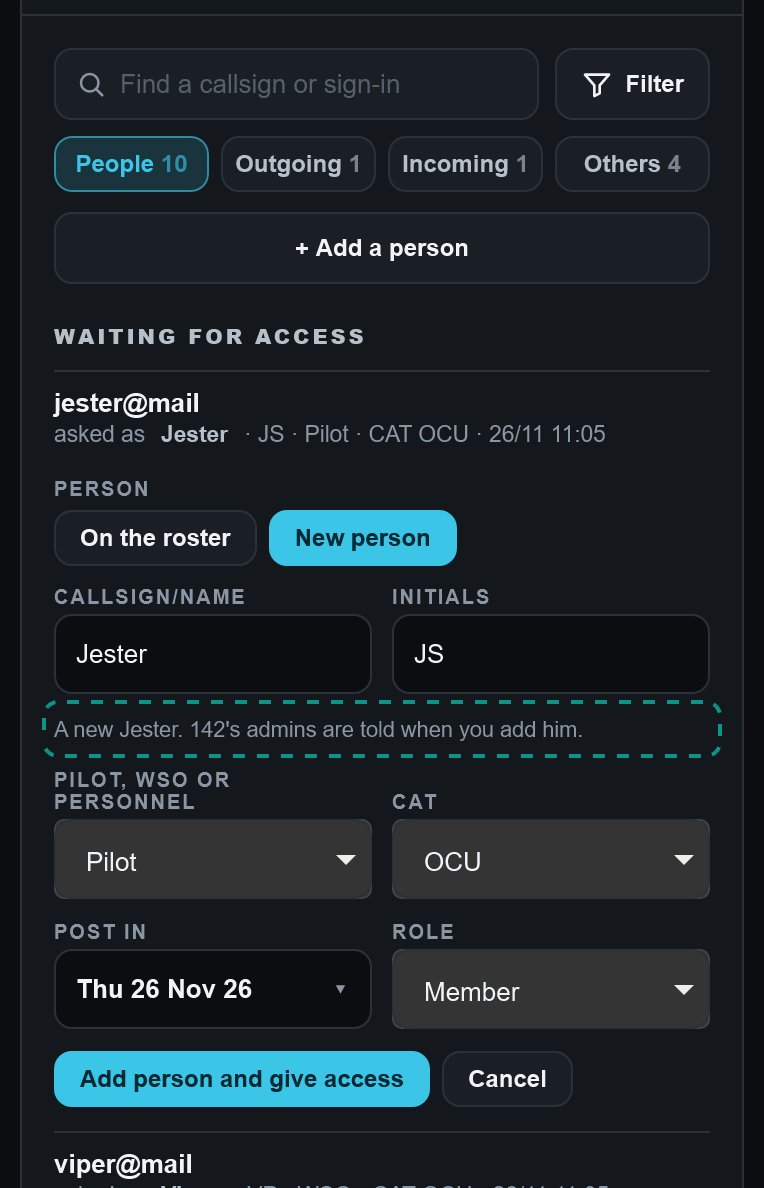 Find a callsign or sign-in
Filter
People 10
Outgoing 1
Incoming 1
Others 4
+ Add a person
WAITING FOR ACCESS
jester@mail
asked as Jester · JS · Pilot · CAT OCU · 26/11 11:05
PERSON
On the roster
New person
CALLSIGN/NAME
INITIALS
Jester
JS
A new Jester. 142's admins are told when you add him.
PILOT, WSO OR
PERSONNEL
CAT
Pilot
OCU
POST IN
ROLE
Thu 26 Nov 26
Member
Add person and give access
Cancel
viper@mail